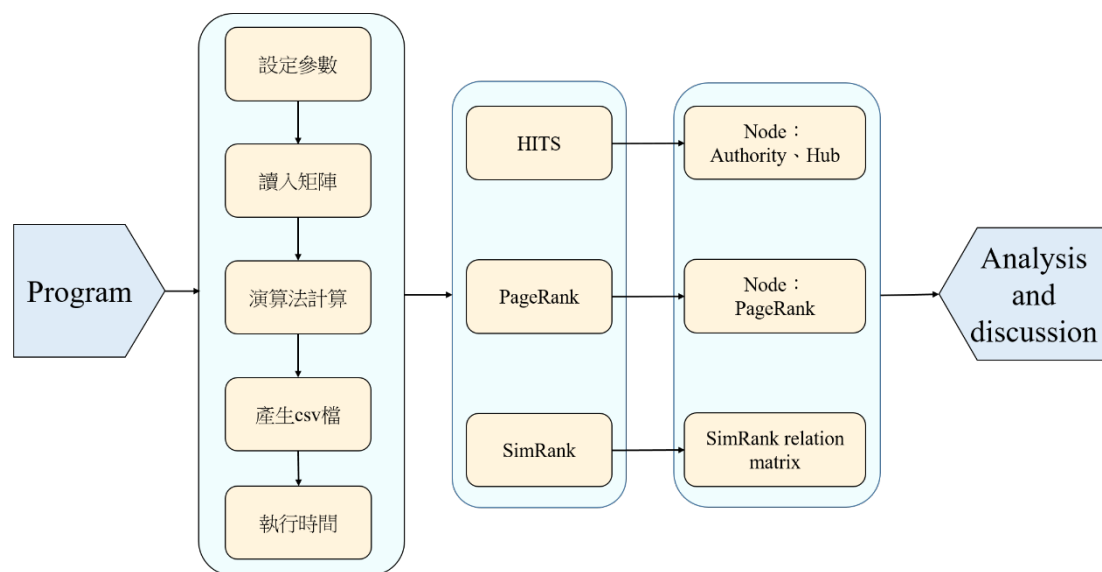 Program
設定參數
讀入矩陣
演算法計算
產生csv檔
執行時間
HITS
PageRank
SimRank
Node：
Authority、Hub
Node：
PageRank
SimRank relation
matrix
Analysis
and
discussion